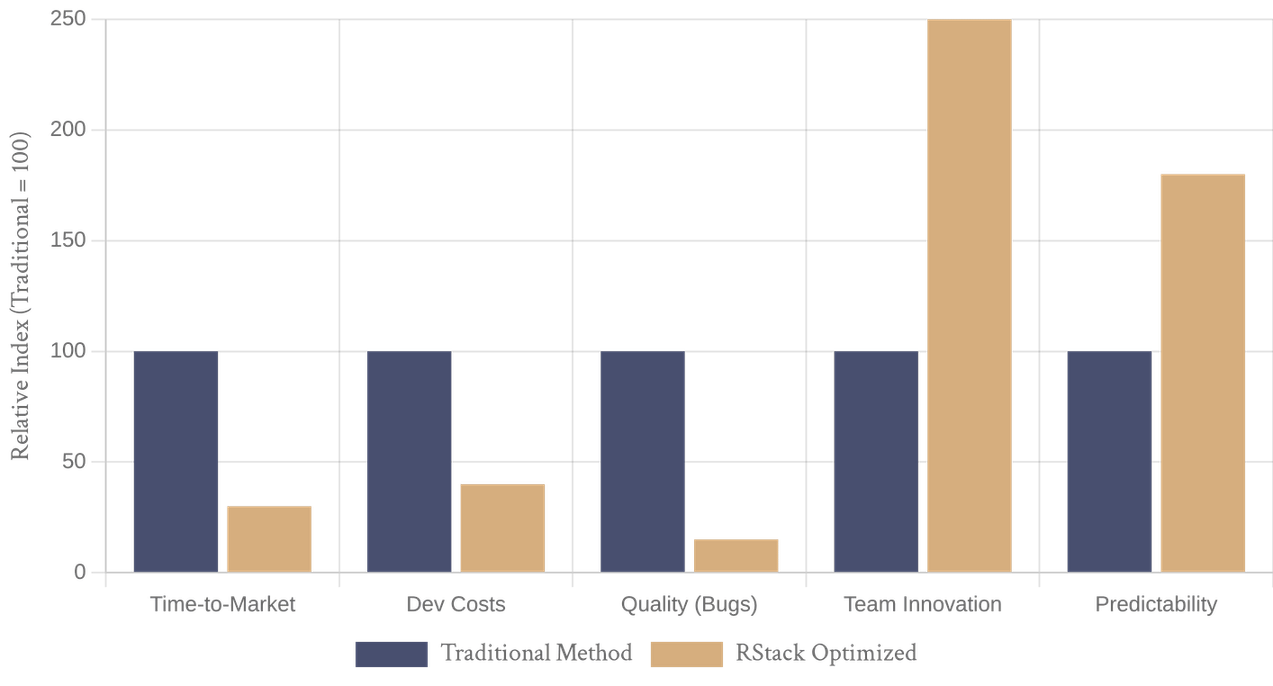 250
200
150
100
50
0
Relative Index (Traditional = 100)
Time-to-Market
Dev Costs
Quality (Bugs)
Team Innovation
Predictability
Traditional Method
RStack Optimized